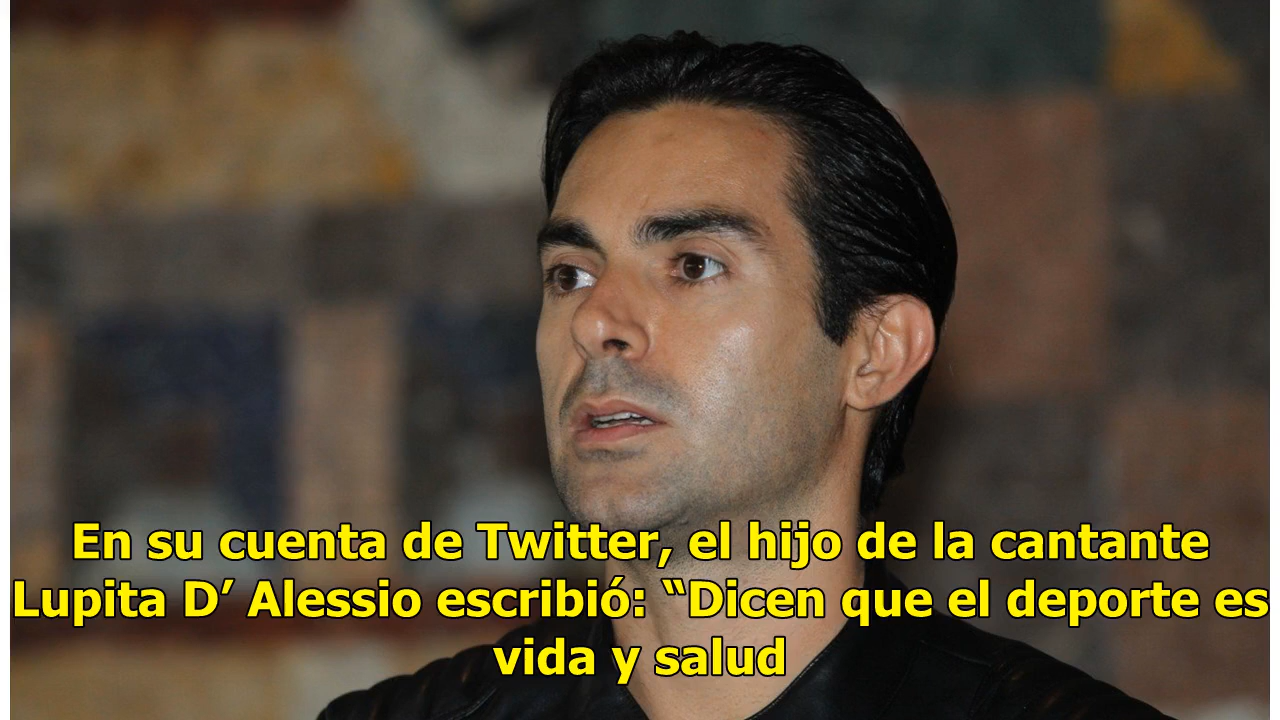 En su cuenta de Twitter, el hijo de la cantante
Lupita D’ Alessio escribió: “Dicen que el deporte es
vida y salud